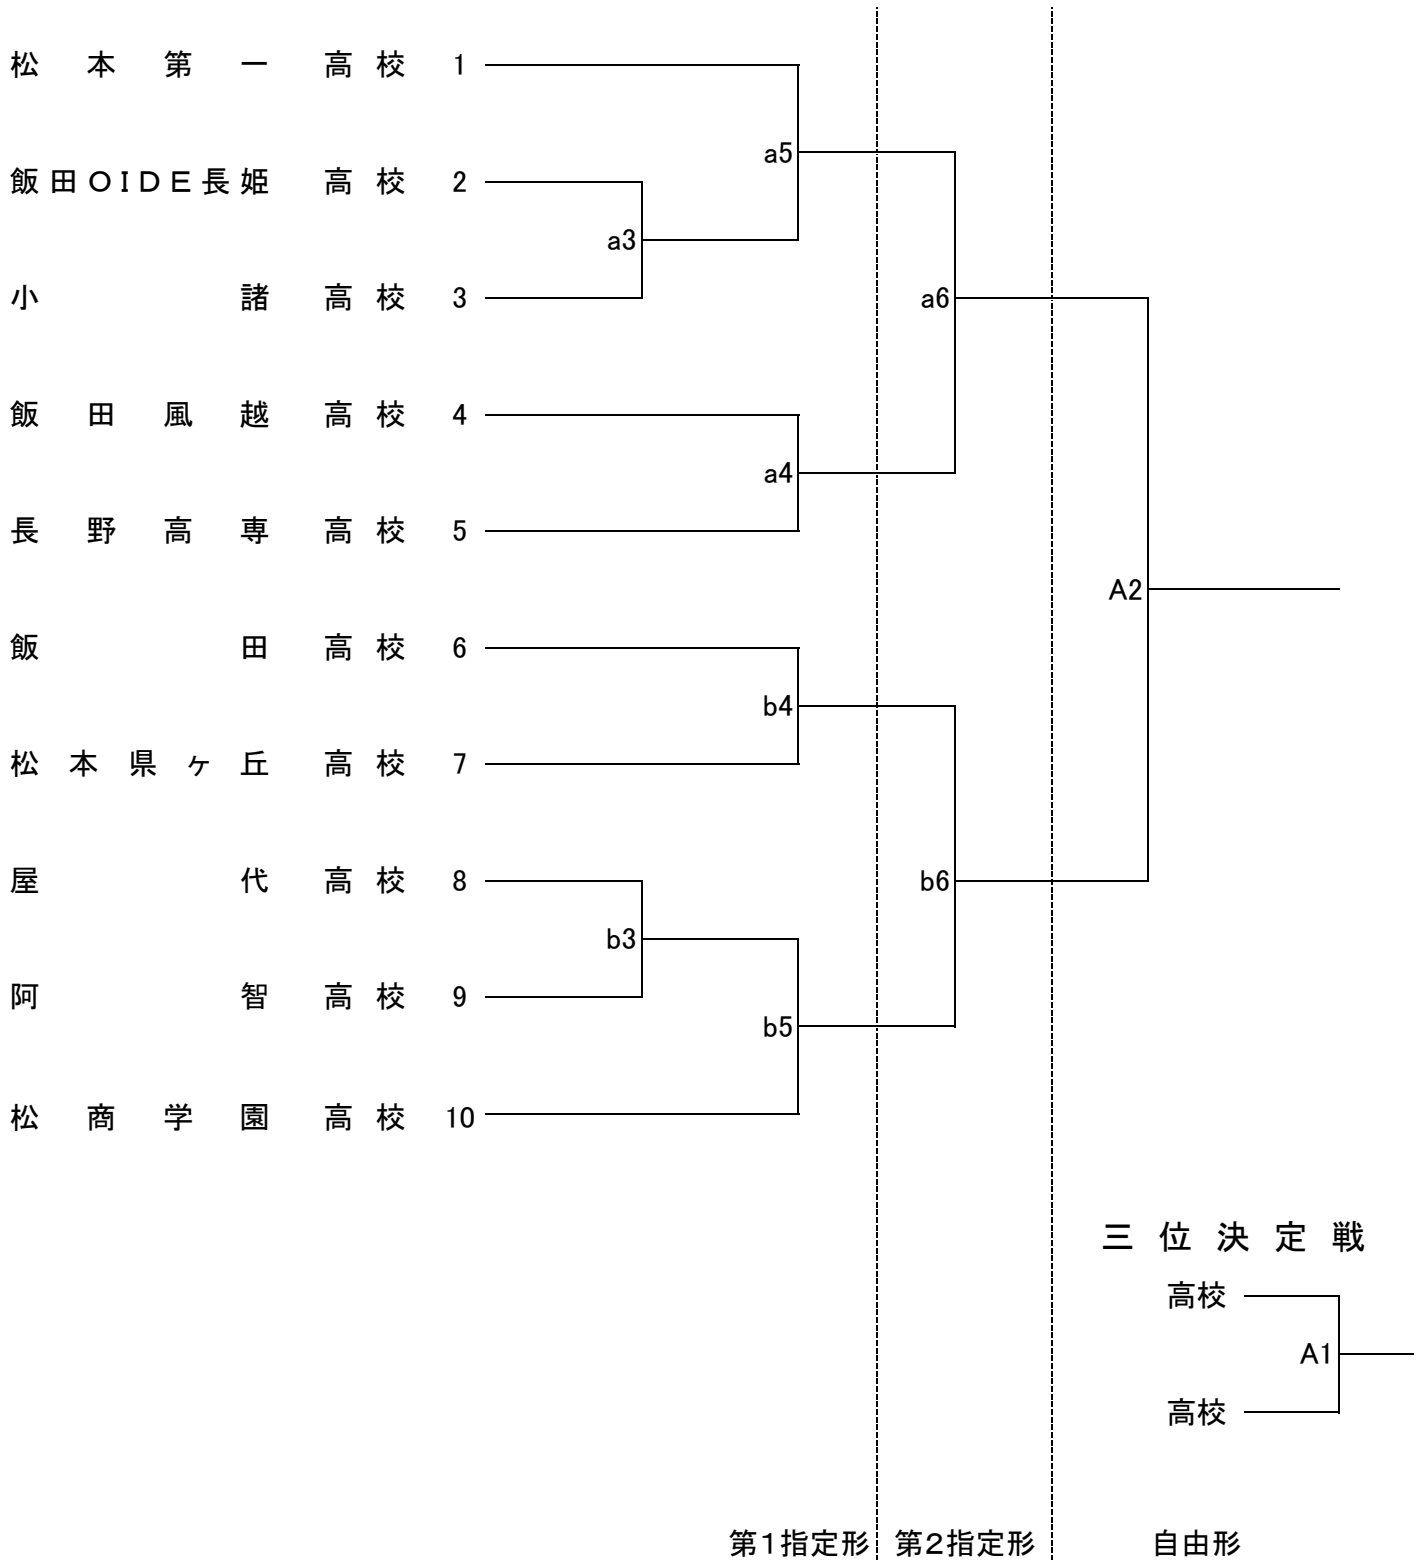 松本第一高校 1
a5
飯田OIDE長姫高校 2
a3
小諸高校 3
a6
飯田風越高校 4
a4
長野高専高校 5
A2
飯田高校 6
b4
松本県ヶ丘高校 7
屋代高校 8
b6
b3
阿智高校 9
b5
松商学園高校 10
三位決定戦
高校
A1
高校
第1指定形 第2指定形 自由形